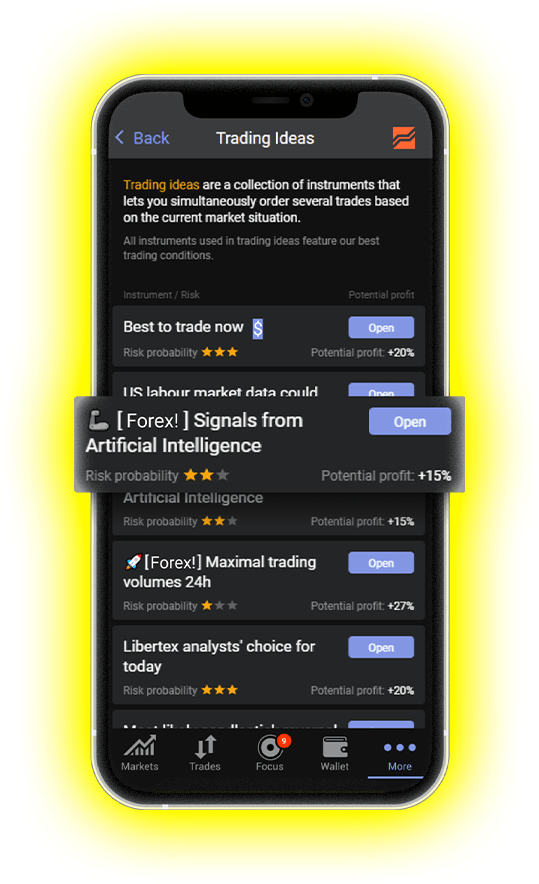 Back
Trading Ideas
Trading ideas are a collection of instruments that
lets you simultaneously order several trades based
on the current market situation.
All instruments used in trading ideas feature our best
trading conditions.
Instrument / Risk
Potential profit
Best to trade now $
Open
Risk probability
Potential profit: +20%
US labour market data could
Open
[ Forex! ] Signals from
Artificial Intelligence
Open
Risk probability
Potential profit: +15%
Artificial Intelligence
Risk probability
Potential profit: +15%
[Forex!] Maximal trading
volumes 24h
Open
Risk probability
Potential profit: +27%
Libertex analysts' choice for
today
Open
Risk probability
Potential profit: +20%
Markets
Trades
9
Focus
Wallet
More